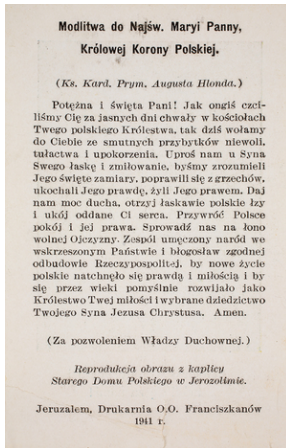 Modlitwa do Najśw. Maryi Panny,
Królowej Korony Polskiej.
(Ks. Kard. Prym. Augusta Hlonda.)
Potężna i święta Pani! Jak ongiś czci-
liśmy Cię za jasnych dni chwały w kościołach
Twego polskiego Królestwa, tak dziś wołamy
do Ciebie ze smutnych przybytków niewoli,
tułactwa i upokorzenia. Uproś nam u Syna
Swego łaskę i zmiłowanie, byśmy zrozumieli
Jego święte zamiary, poprawili się z grzechów,
ukochali Jego prawdę, żyli Jego prawem. Daj
nam moc ducha, otrzyj łaskawie polskie łzy
i ukój oddane Ci serca. Przywróć Polsce
pokój i jej prawa. Sprowadź nas na łono
wolnej Ojczyzny. Zespól umęczony naród we
wskrzeszonym Państwie i błogosław zgodnej
odbudowie Rzeczypospolitej, by nowe życie
polskie natchnęło się prawdą i miłością i by
się przez wieki pomyślnie rozwijało jako
Królestwo Twej miłości i wybrane dziedzictwo
Twojego Syna Jezusa Chrystusa. Amen.
(Za pozwoleniem Władzy Duchownej.)
Reprodukcja obrazu z kaplicy
Starego Domu Polskiego w Jerozolimie.
Jeruzalem, Drukarnia O.O. Franciszkanów
1941 r.